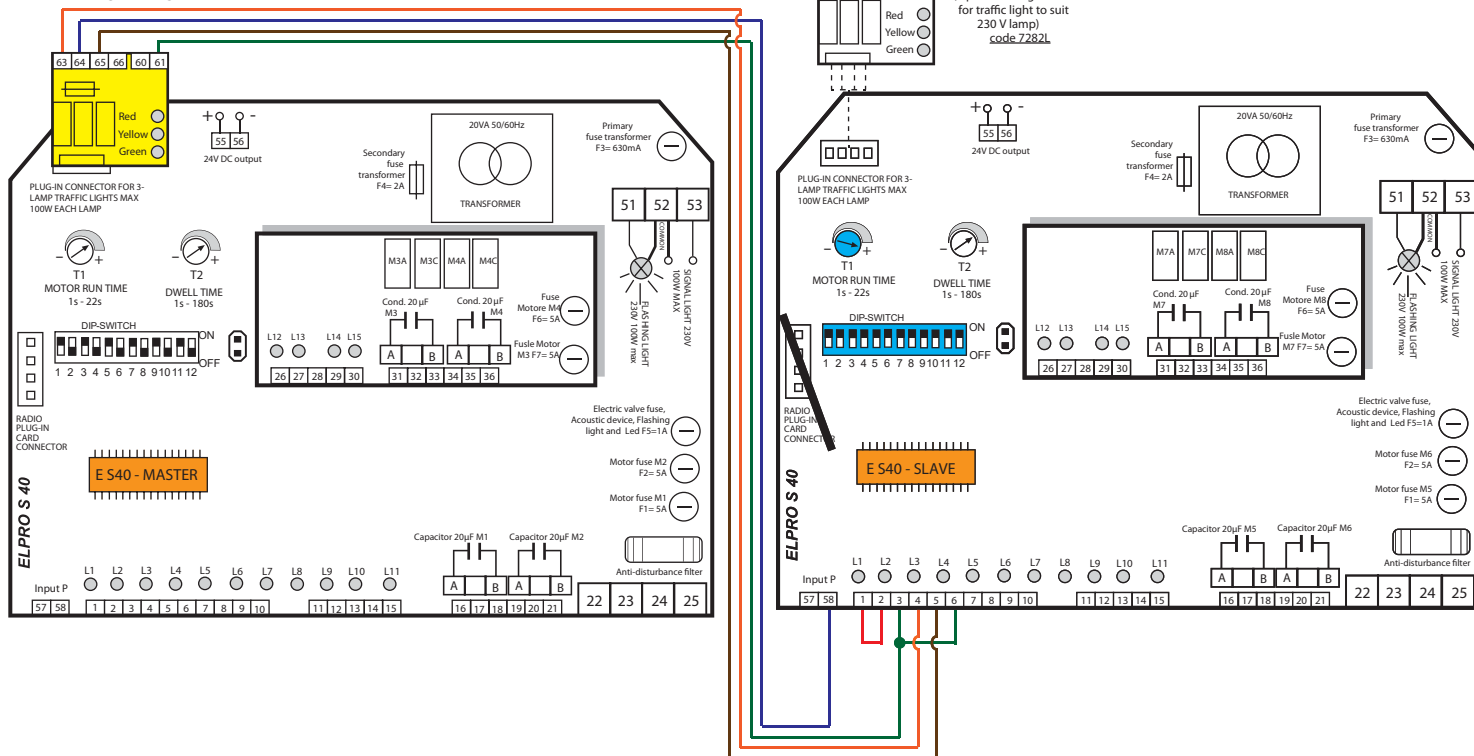 63 64 65 66 60 61
Red
Yellow
Green
PLUG-IN CONNECTOR FOR 3-
LAMP TRAFFIC LIGHTS MAX
100W EACH LAMP
+ -
55 56
24V DC output
Secondary
fuse
transformer
F4= 2A
20VA 50/60Hz
TRANSFORMER
Primary
fuse transformer
F3= 630mA
51 52 53
COMMON
FLASHING LIGHT
230V 100W max
SIGNAL LIGHT 230V
100W MAX
- +
T1
MOTOR RUN TIME
1s - 22s
- +
T2
DWELL TIME
1s - 180s
DIP-SWITCH
ON
OFF
1 2 3 4 5 6 7 8 9 10 11 12
RADIO
PLUG-IN
CARD
CONNECTOR
M3A M3C M4A M4C
Cond. 20 µF
M3
Cond. 20 µF
M4
Fuse
Motore M4
F6= 5A
Fusle Motor
M3 F7= 5A
L12 L13 L14 L15
A B A B
26 27 28 29 30 31 32 33 34 35 36
Electric valve fuse,
Acoustic device, Flashing
light and Led F5=1A
Motor fuse M2
F2= 5A
Motor fuse M1
F1= 5A
E S40 - MASTER
ELPRO S 40
Capacitor 20µF M1 Capacitor 20µF M2
Anti-disturbance filter
L1 L2 L3 L4 L5 L6 L7 L8 L9 L10 L11
Input P
A B A B
57 58 1 2 3 4 5 6 7 8 9 10 11 12 13 14 15 16 17 18 19 20 21 22 23 24 25
Red
Yellow
Green
for traffic light to suit
230 V lamp)
code 7282L
PLUG-IN CONNECTOR FOR 3-
LAMP TRAFFIC LIGHTS MAX
100W EACH LAMP
+ -
55 56
24V DC output
Secondary
fuse
transformer
F4= 2A
20VA 50/60Hz
TRANSFORMER
Primary
fuse transformer
F3= 630mA
51 52 53
COMMON
FLASHING LIGHT
230V 100W max
SIGNAL LIGHT 230V
100W MAX
- +
T1
MOTOR RUN TIME
1s - 22s
- +
T2
DWELL TIME
1s - 180s
DIP-SWITCH
ON
OFF
1 2 3 4 5 6 7 8 9 10 11 12
RADIO
PLUG-IN
CARD
CONNECTOR
M7A M7C M8A M8C
Cond. 20 µF
M7
Cond. 20 µF
M8
Fuse
Motore M8
F6= 5A
Fusle Motor
M7 F7= 5A
L12 L13 L14 L15
A B A B
26 27 28 29 30 31 32 33 34 35 36
Electric valve fuse,
Acoustic device, Flashing
light and Led F5=1A
Motor fuse M6
F2= 5A
Motor fuse M5
F1= 5A
E S40 - SLAVE
ELPRO S 40
Capacitor 20µF M5 Capacitor 20µF M6
Anti-disturbance filter
L1 L2 L3 L4 L5 L6 L7 L8 L9 L10 L11
Input P
A B A B
57 58 1 2 3 4 5 6 7 8 9 10 11 12 13 14 15 16 17 18 19 20 21 22 23 24 25